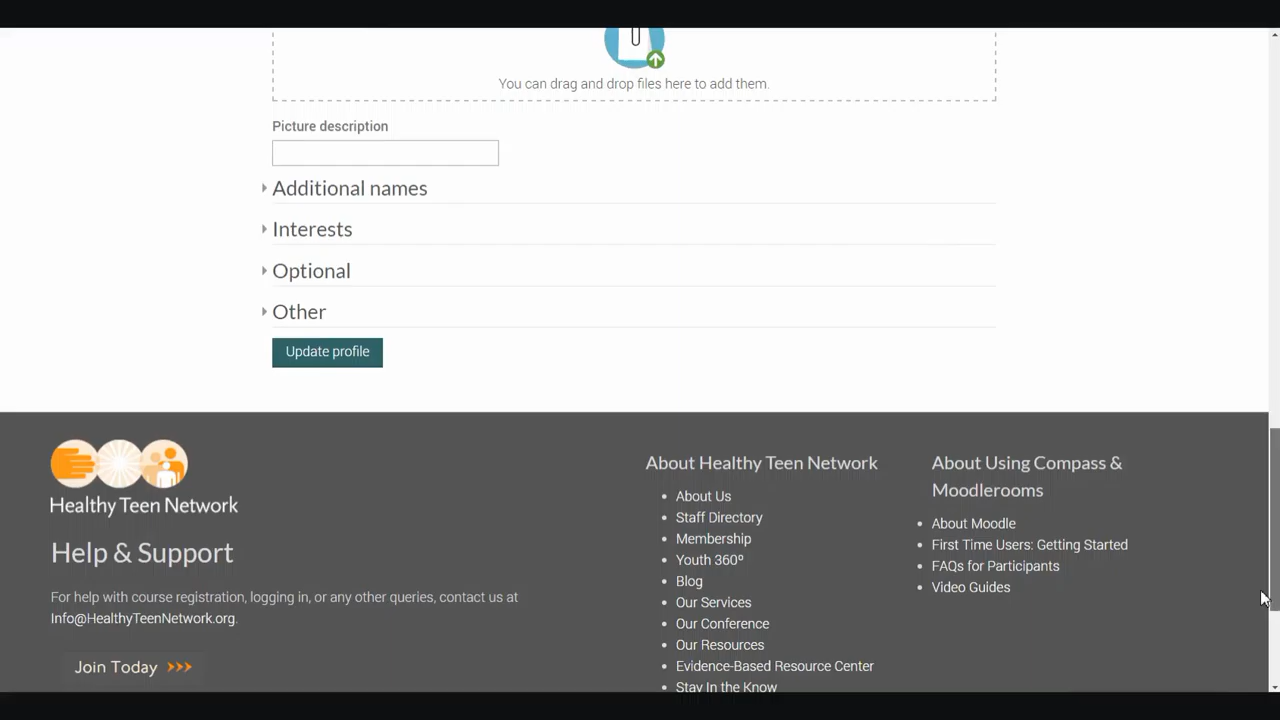 You can drag and drop files here to add them.
Picture description
Additional names
Interests
Optional
Other
Update profile
Healthy Teen Network
Help & Support
For help with course registration, logging in, or any other queries, contact us at
Info@HealthyTeenNetwork.org.
Join Today >>>
About Healthy Teen Network
About Us
Staff Directory
Membership
Youth 360º
Blog
Our Services
Our Conference
Our Resources
Evidence-Based Resource Center
Stay In the Know
About Using Compass &
Moodlerooms
About Moodle
First Time Users: Getting Started
FAQs for Participants
Video Guides